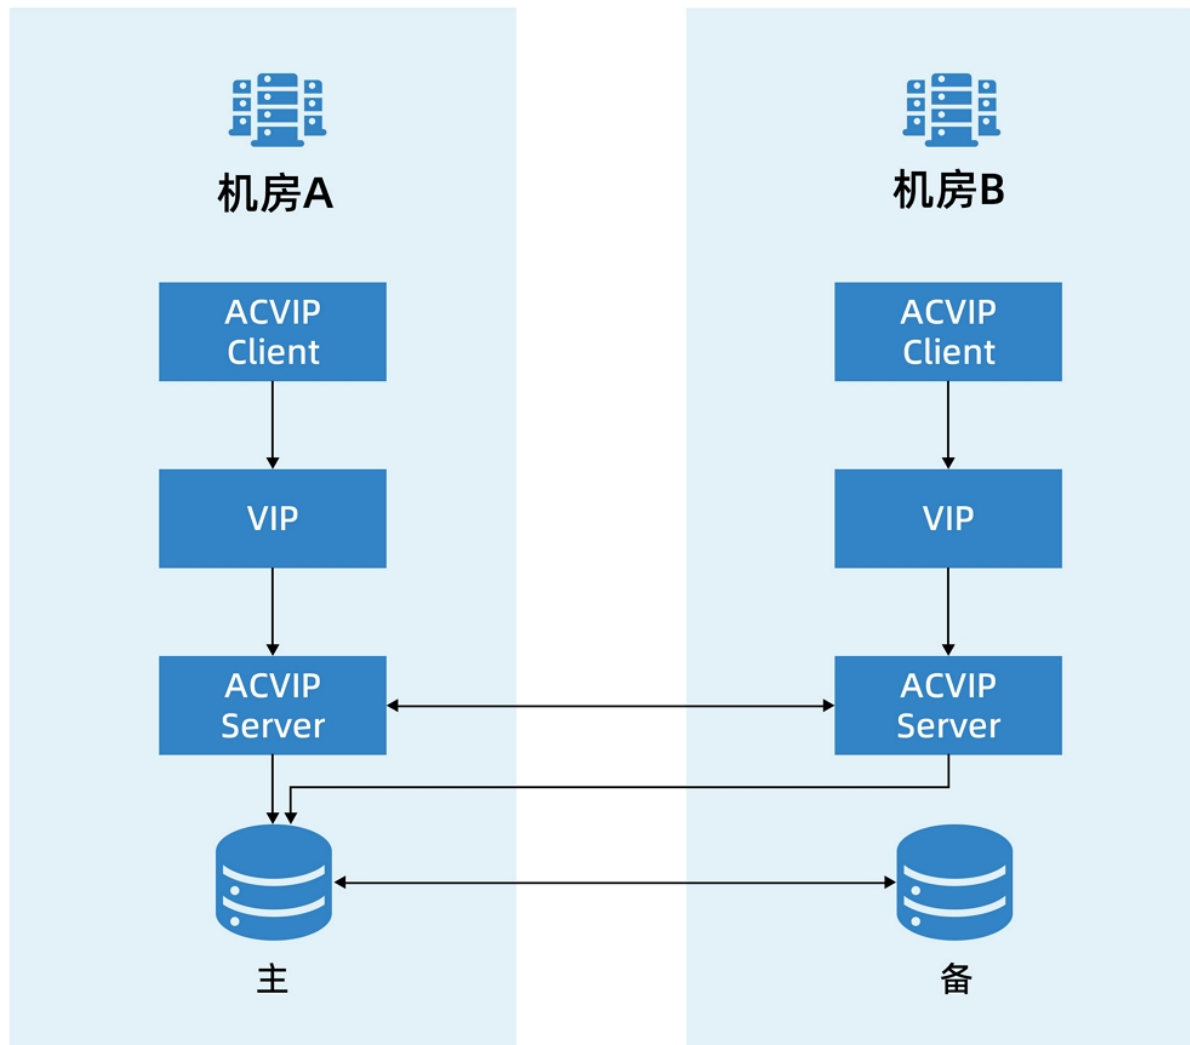 机房A
机房B
ACVIP
Client
ACVIP
Client
VIP
VIP
ACVIP
Server
ACVIP
Server
主
备